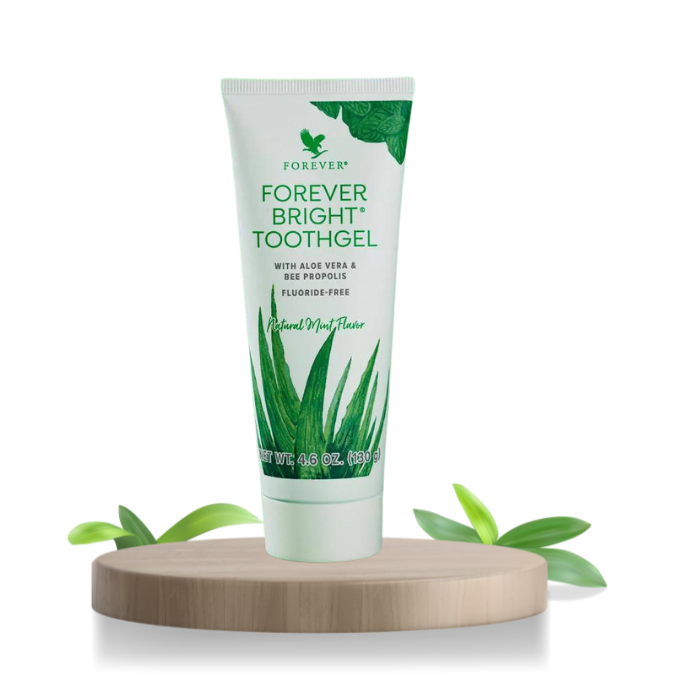 FOREVER®
FOREVER
BRIGHT®
TOOTHGEL
WITH ALOE VERA &
BEE PROPOLIS
FLUORIDE-FREE
Natural Mint Flavor
NET WT. 4.6 OZ. (130 g)